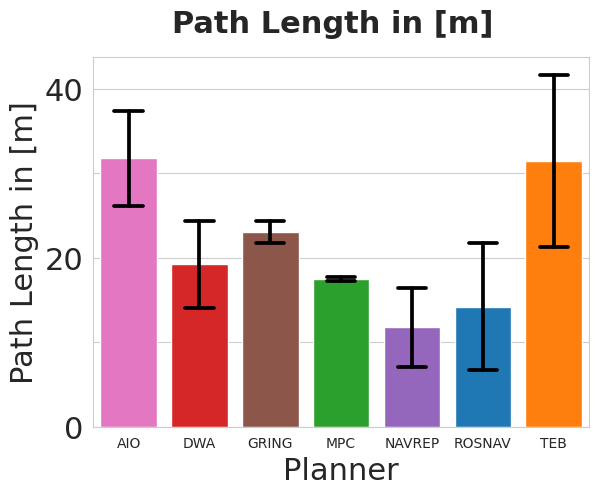 Path Length in [m]
Path Length in [m]
40
20
0
AIO DWA GRING MPC NAVREP ROSNAV TEB
Planner